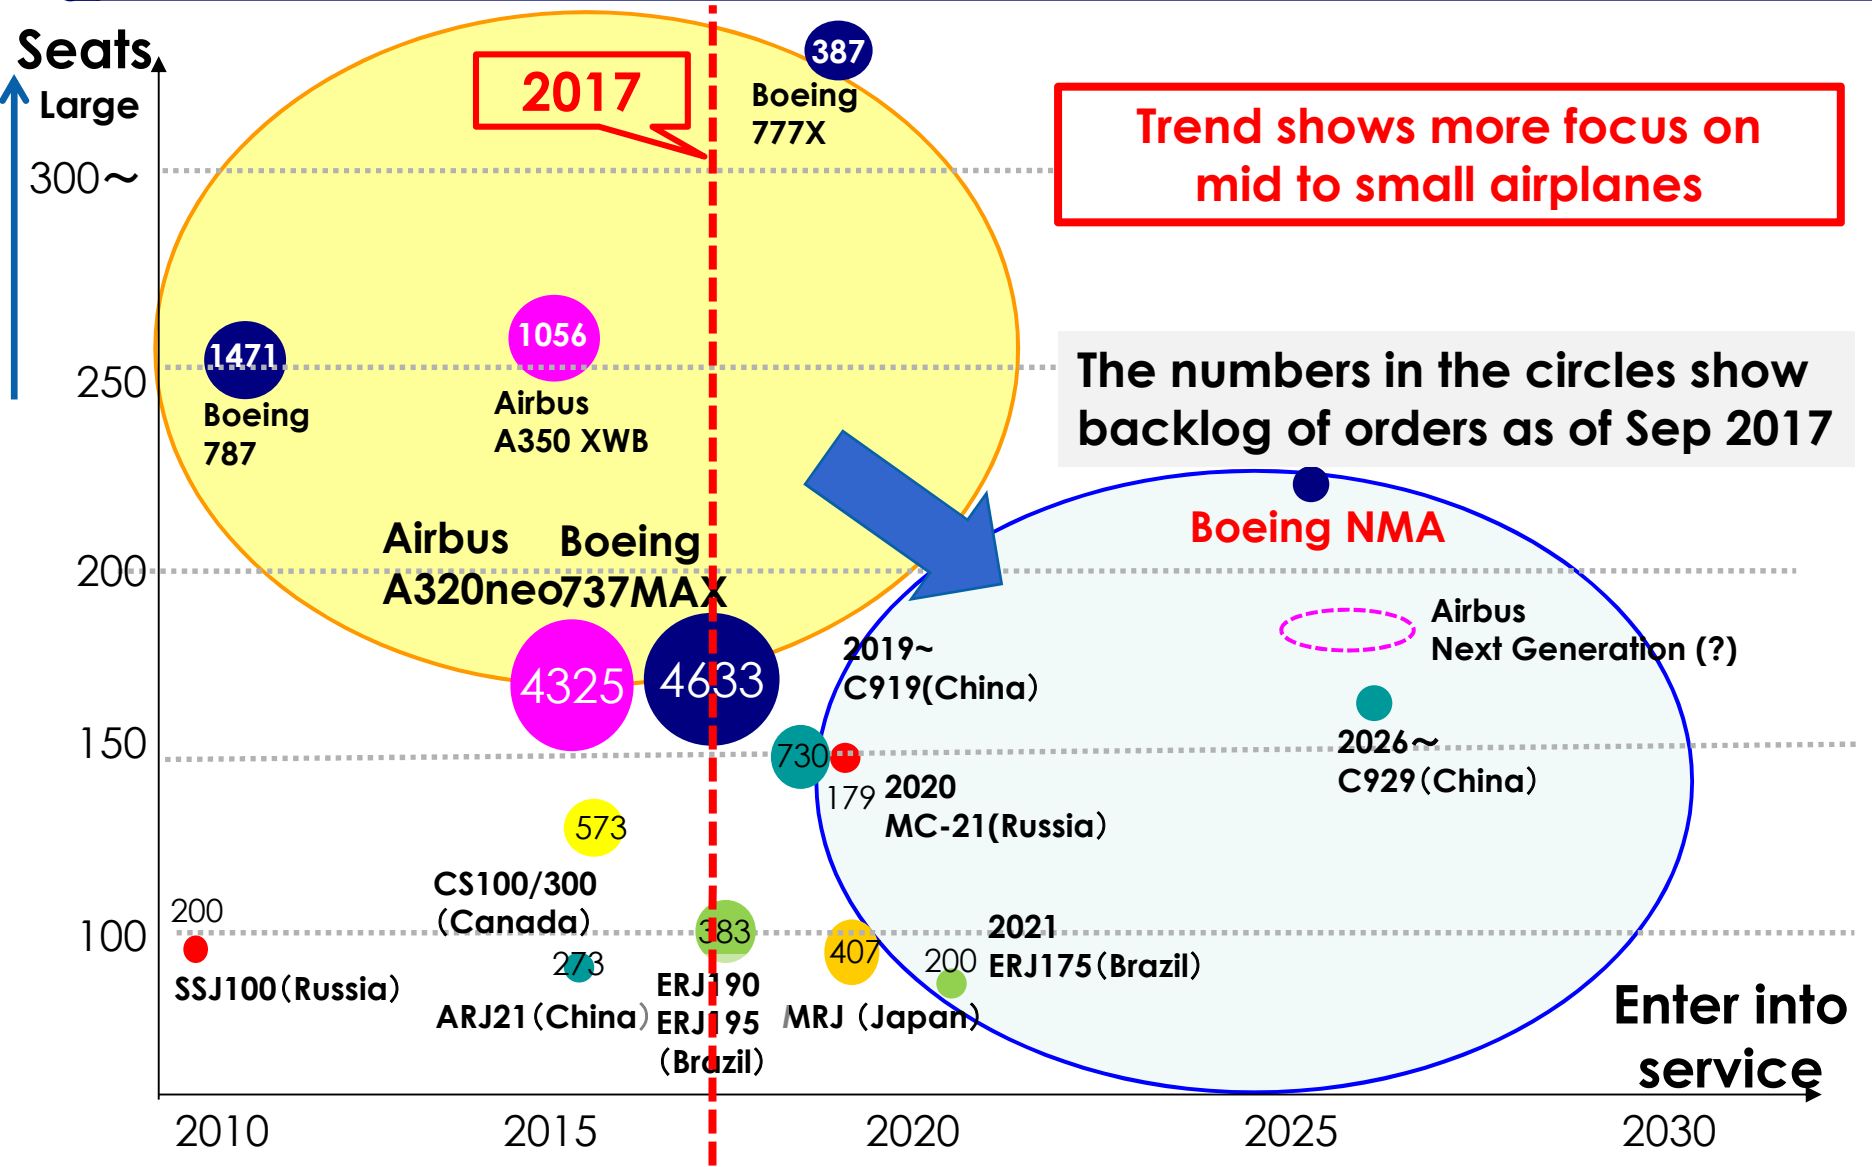 Seats
Large
300～
250
200
150
100
2017
387
Boeing
777X
Trend shows more focus on
mid to small airplanes
1471
Boeing
787
1056
Airbus
A350 XWB
The numbers in the circles show
backlog of orders as of Sep 2017
Airbus
A320neo
Boeing
737MAX
4325
4633
Boeing NMA
Airbus
Next Generation (?)
2019~
C919(China）
730
179
2020
MC-21(Russia）
2026～
C929（China）
573
CS100/300
（Canada）
200
SSJ100（Russia）
273
ARJ21（China）
383
ERJ190
ERJ195
（Brazil）
407
MRJ （Japan）
200
2021
ERJ175（Brazil）
Enter into
service
2010
2015
2020
2025
2030